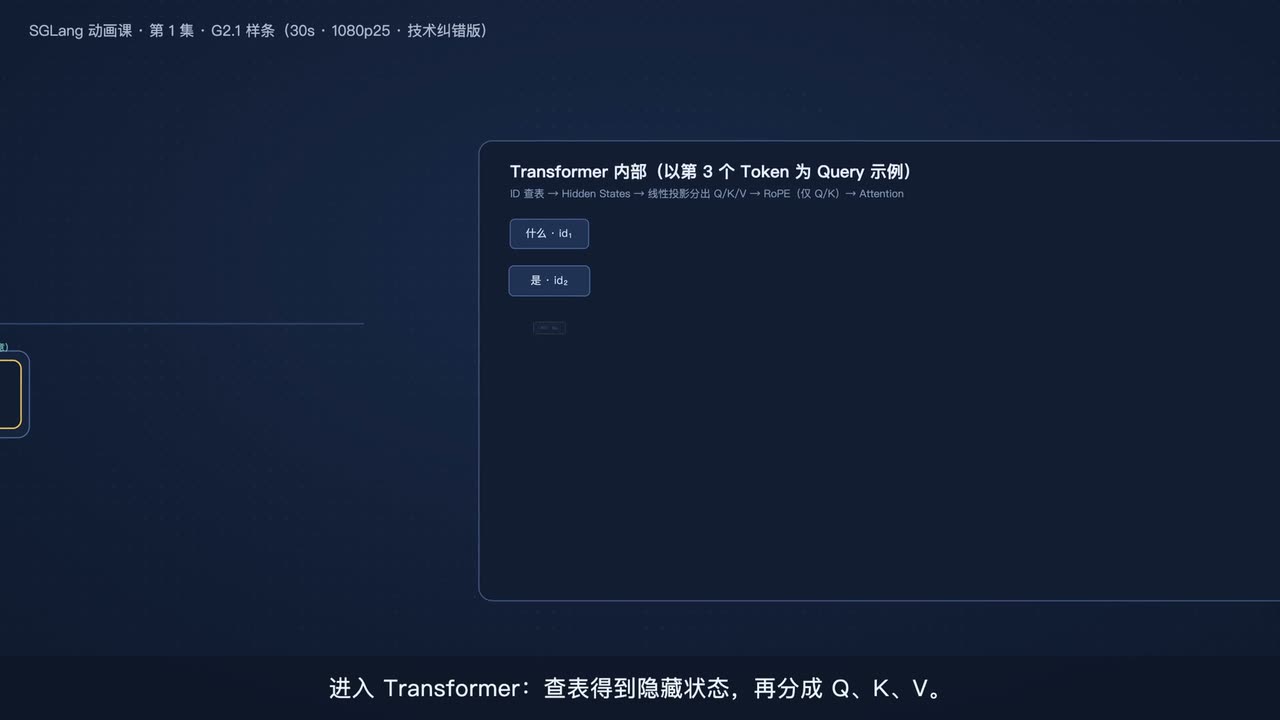 SGLang 动画课 · 第 1 集 · G2.1 样条（30s · 1080p25 · 技术纠错版）
Transformer 内部（以第 3 个 Token 为 Query 示例）
ID 查表 → Hidden States → 线性投影分出 Q/K/V → RoPE（仅 Q/K）→ Attention
什么 · id₁
是 · id₂
进入 Transformer：查表得到隐藏状态，再分成 Q、K、V。